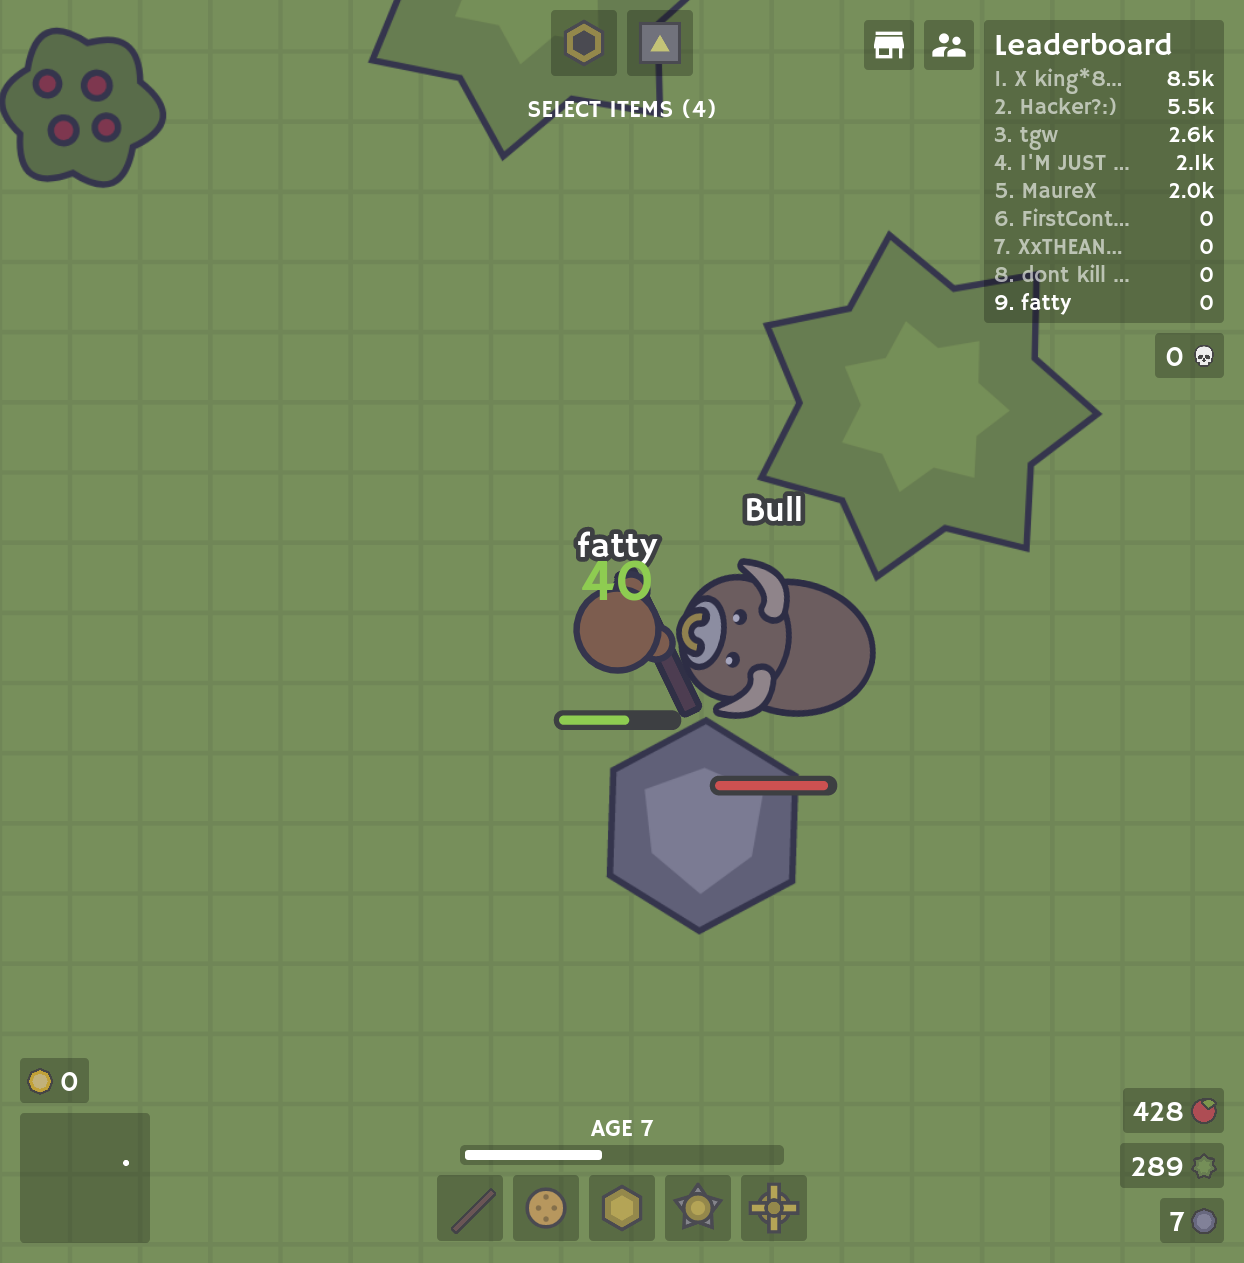 SELECT ITEMS (4)
Leaderboard
1. X king*8... 8.5k
2. Hacker?:) 5.5k
3. tgw 2.6k
4. I'M JUST ... 2.1k
5. MaureX 2.0k
6. FirstCont... 0
7. XxTHEAN... 0
8. dont kill ... 0
9. fatty 0
0
Bull
fatty
40
0
AGE 7
428
289
7